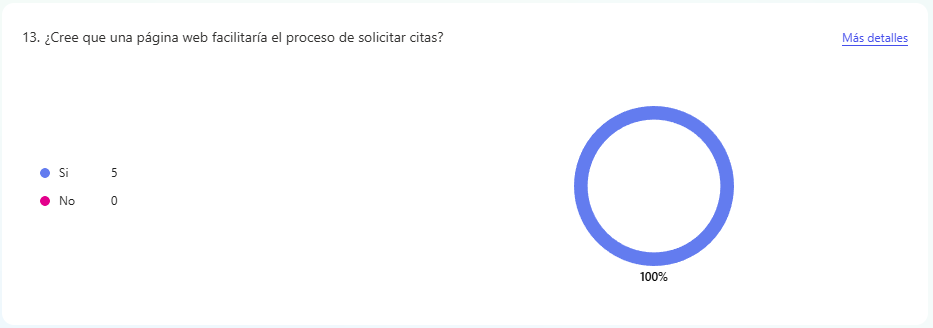 13. ¿Cree que una página web facilitaría el proceso de solicitar citas?
Más detalles
Si 5
No 0
100%